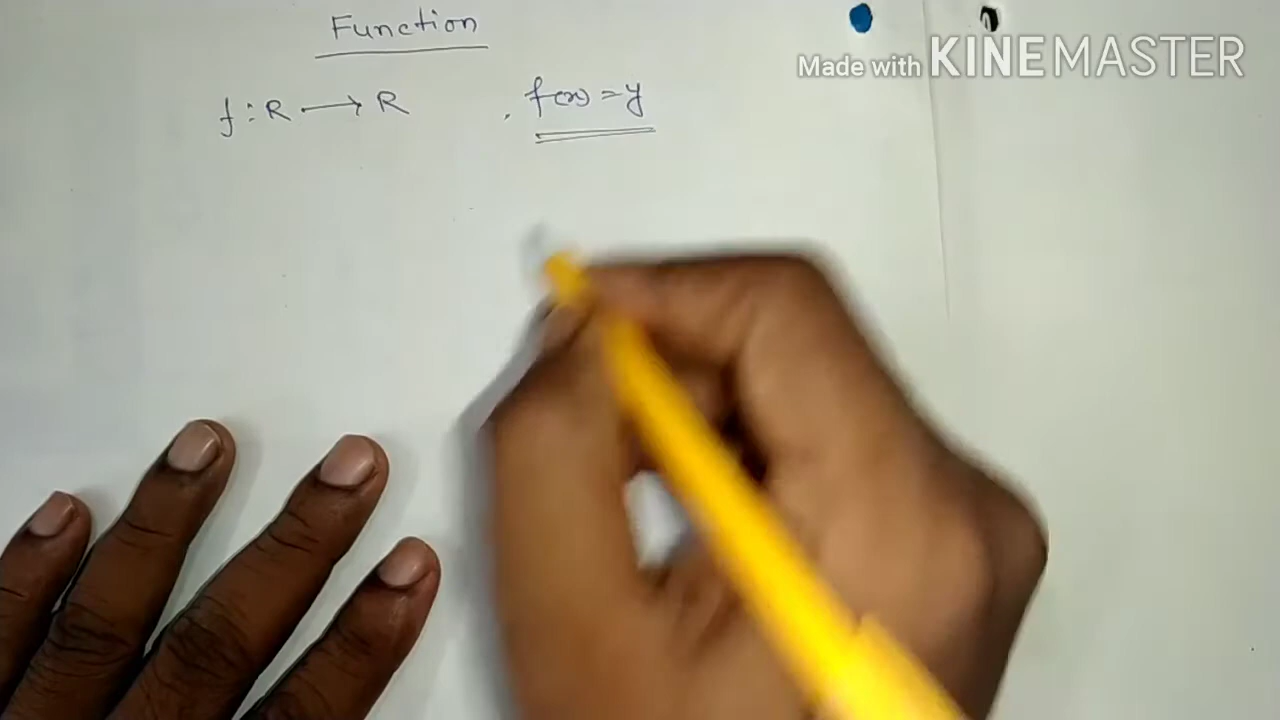 Function
Made with KINEMASTER
f : R → R , f(x) = y